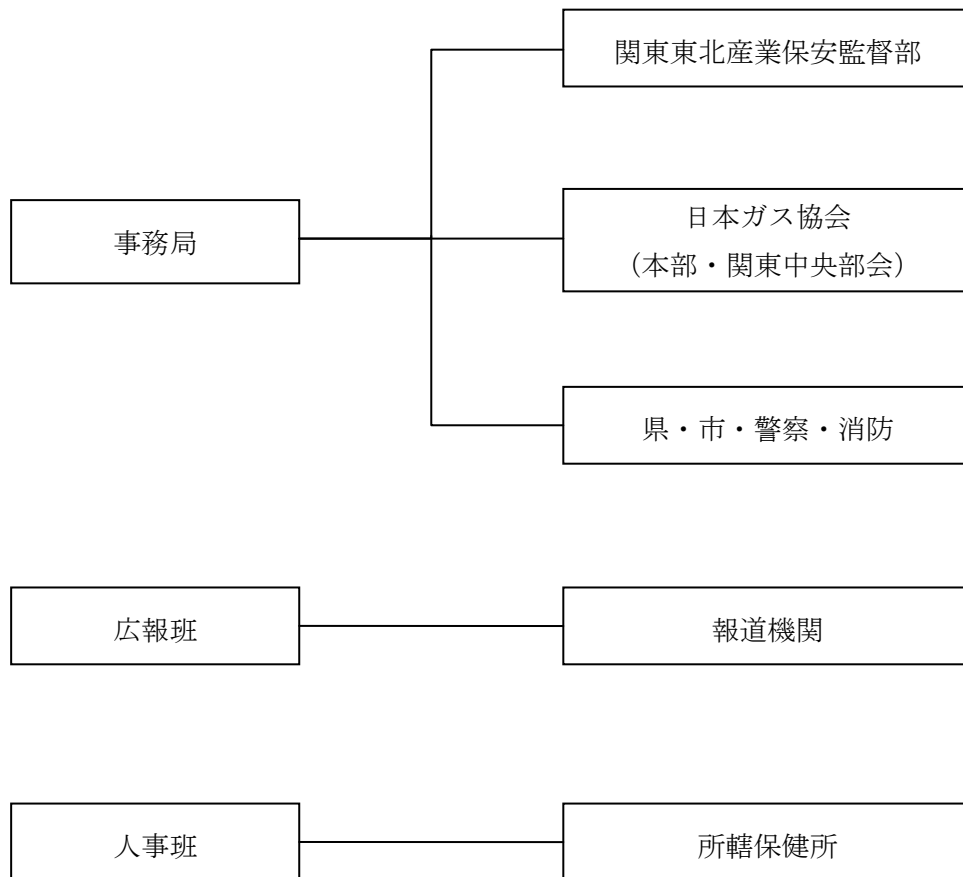 関東東北産業保安監督部
事務局
日本ガス協会
（本部・関東中央部会）
県・市・警察・消防
広報班
報道機関
人事班
所轄保健所